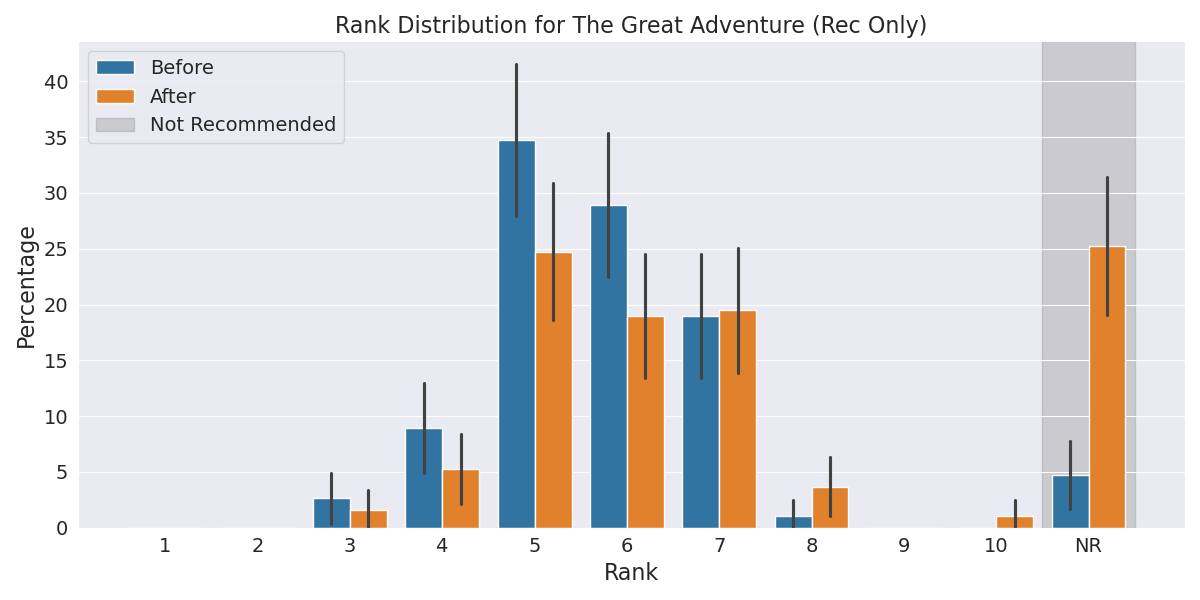 Rank Distribution for The Great Adventure (Rec Only)
Before
After
Not Recommended
Percentage
40
35
30
25
20
15
10
5
0
1 2 3 4 5 6 7 8 9 10 NR
Rank